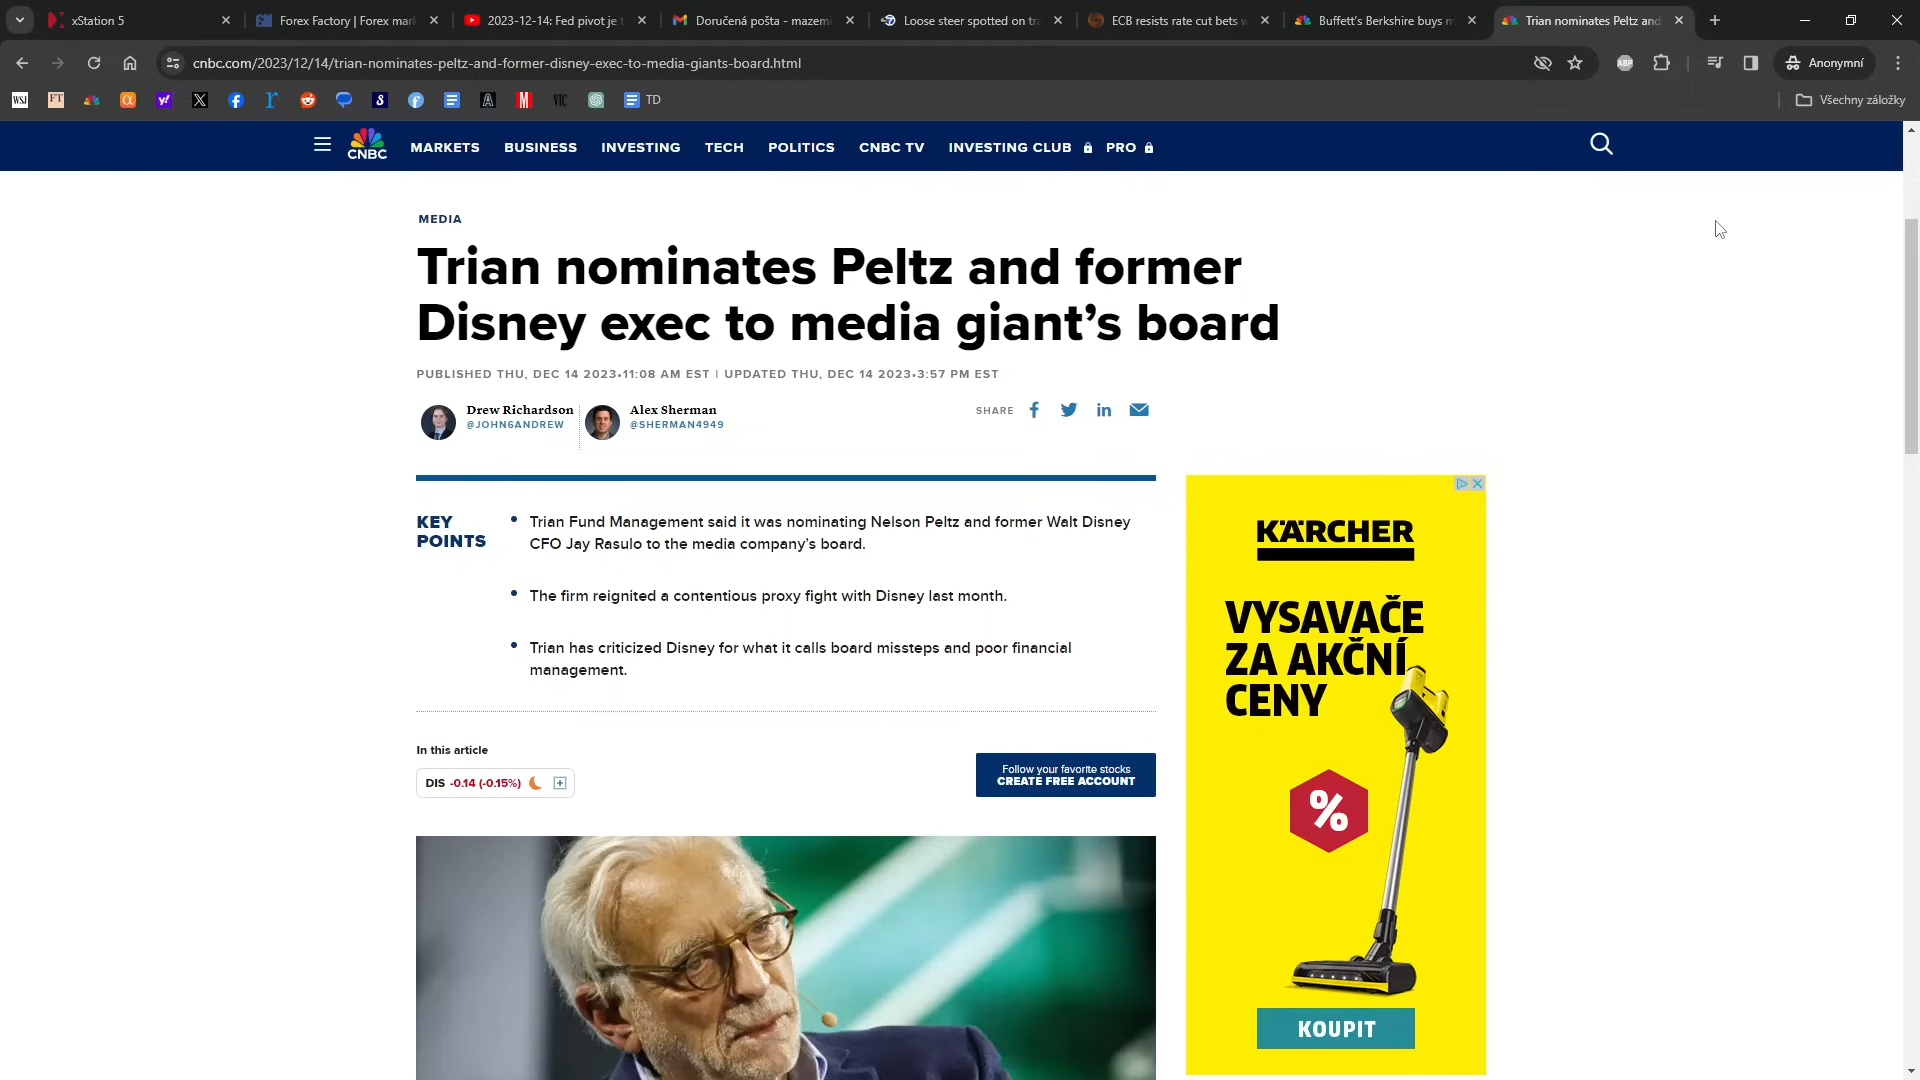 xStation 5
Forex Factory | Forex mar
2023-12-14: Fed pivot je
Doručená pošta - mazem
Loose steer spotted on tr
ECB resists rate cut bets
Buffett's Berkshire buys
Trian nominates Peltz and
cnbc.com/2023/12/14/trian-nominates-peltz-and-former-disney-exec-to-media-giants-board.html
ABP
Anonymní
WSJ
FT
TD
Všechny záložky
CNBC
MARKETS
BUSINESS
INVESTING
TECH
POLITICS
CNBC TV
INVESTING CLUB
PRO
MEDIA
Trian nominates Peltz and former
Disney exec to media giant's board
PUBLISHED THU, DEC 14 2023•11:08 AM EST | UPDATED THU, DEC 14 2023•3:57 PM EST
Drew Richardson
@JOHN6ANDREW
Alex Sherman
@SHERMAN4949
SHARE
KEY
POINTS
Trian Fund Management said it was nominating Nelson Peltz and former Walt Disney
CFO Jay Rasulo to the media company's board.
The firm reignited a contentious proxy fight with Disney last month.
Trian has criticized Disney for what it calls board missteps and poor financial
management.
In this article
DIS -0.14 (-0.15%)
Follow your favorite stocks
CREATE FREE ACCOUNT
KÄRCHER
VYSAVAČE
ZA AKČNÍ
CENY
%
KOUPIT